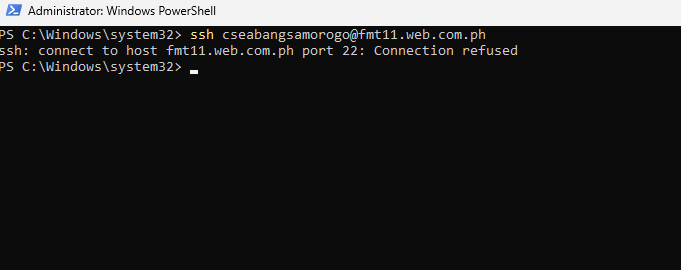 Administrator: Windows PowerShell
PS C:\Windows\system32> ssh cseabangsamorogo@fmt11.web.com.ph
ssh: connect to host fmt11.web.com.ph port 22: Connection refused
PS C:\Windows\system32>